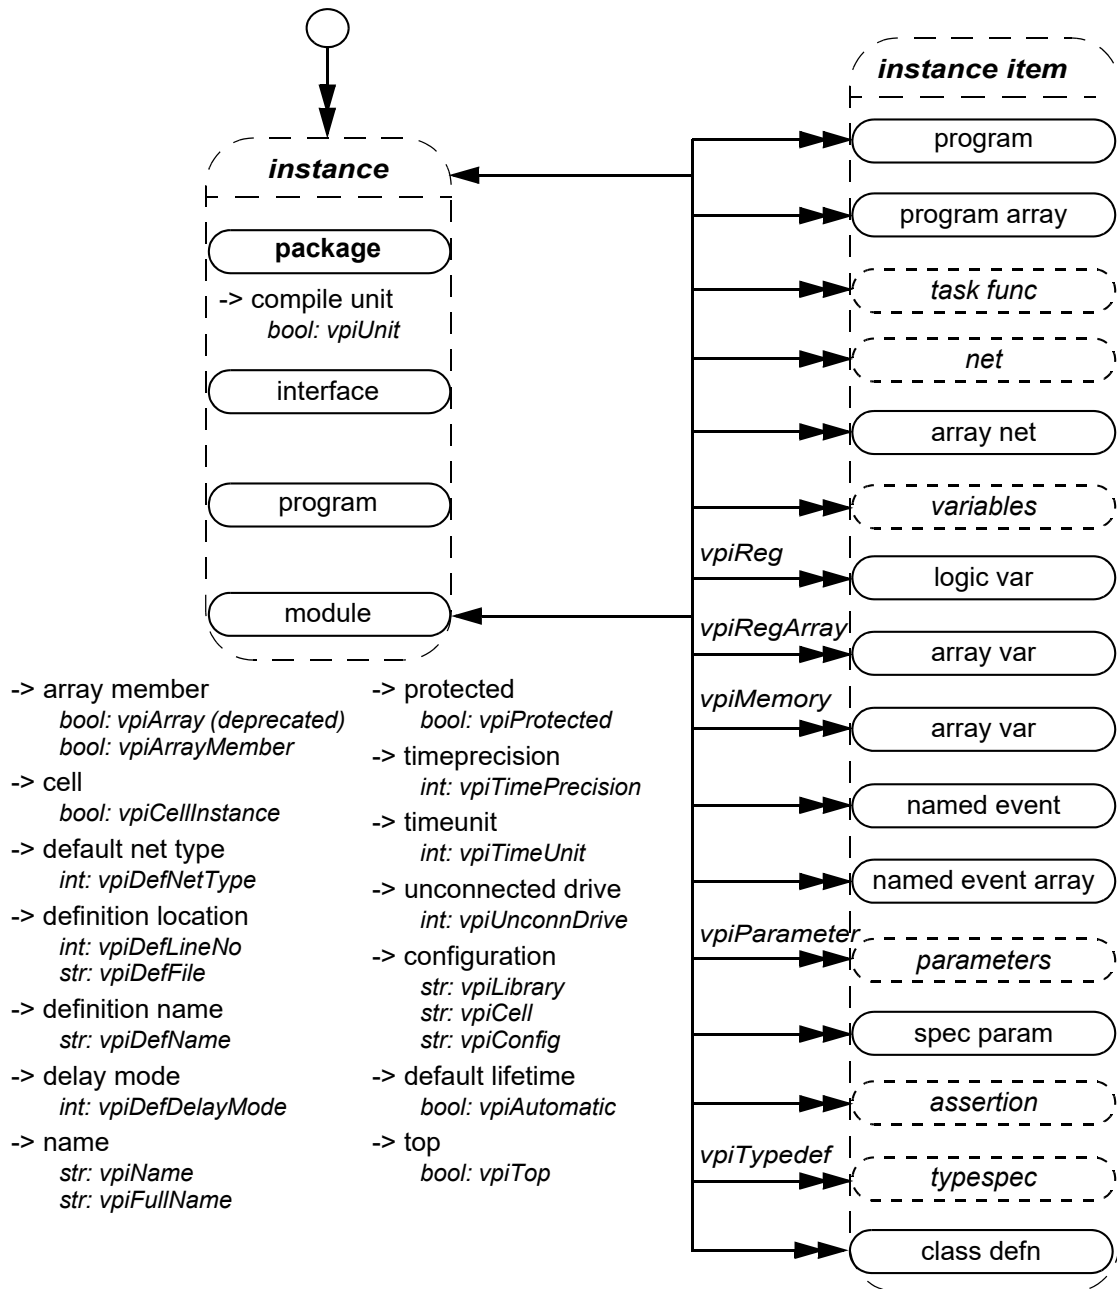 instance
package
-> compile unit
bool: vpiUnit
interface
program
module
-> array member
bool: vpiArray (deprecated)
bool: vpiArrayMember
-> cell
bool: vpiCellInstance
-> default net type
int: vpiDefNetType
-> definition location
int: vpiDefLineNo
str: vpiDefFile
-> definition name
str: vpiDefName
-> delay mode
int: vpiDefDelayMode
-> name
str: vpiName
str: vpiFullName
-> protected
bool: vpiProtected
-> timeprecision
int: vpiTimePrecision
-> timeunit
int: vpiTimeUnit
-> unconnected drive
int: vpiUnconnDrive
-> configuration
str: vpiLibrary
str: vpiCell
str: vpiConfig
-> default lifetime
bool: vpiAutomatic
-> top
bool: vpiTop
instance item
program
program array
task func
net
array net
variables
vpiReg
logic var
vpiRegArray
array var
vpiMemory
array var
named event
named event array
vpiParameter
parameters
spec param
assertion
vpiTypedef
typespec
class defn